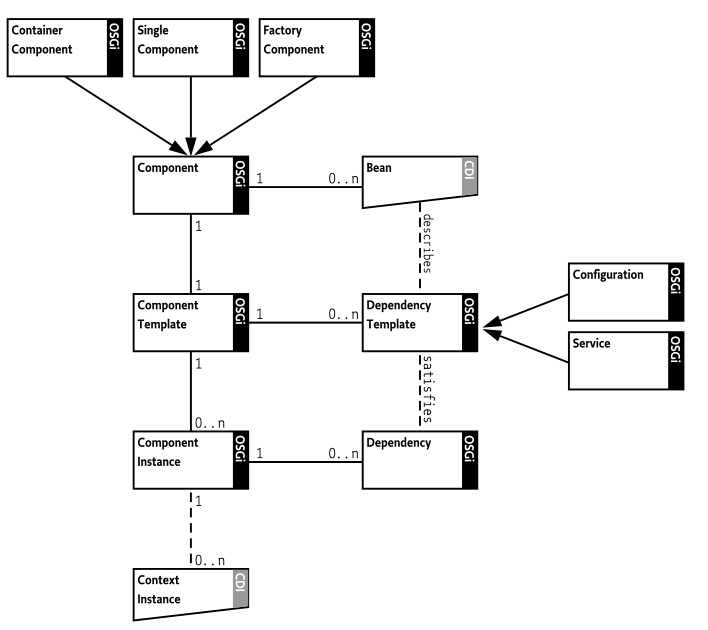 Container
Component
OSGi
Single
Component
OSGi
Factory
Component
OSGi
Component
OSGi
1
0..n
Bean
CDI
1
describes
1
Component
Template
OSGi
1
0..n
Dependency
Template
OSGi
Configuration
OSGi
Service
OSGi
1
satisfies
0..n
Component
Instance
OSGi
1
0..n
Dependency
OSGi
1
0..n
Context
Instance
CDI